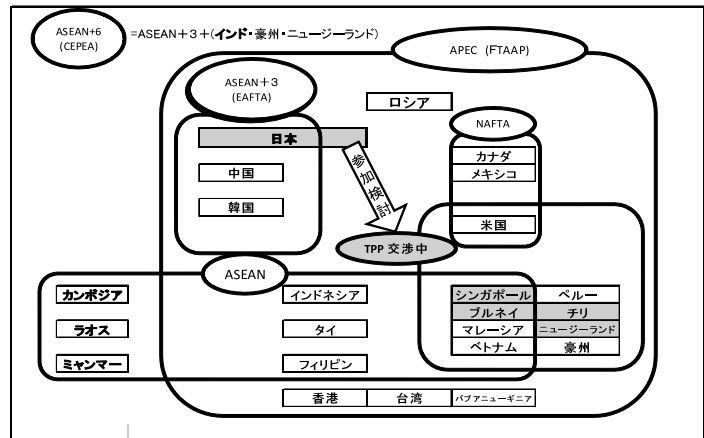 ASEAN+6
(CEPEA)
=ASEAN+3+(インド・豪州・ニュージーランド)
APEC (FTAAP)
ASEAN+3
(EAFTA)
ロシア
NAFTA
日本
カナダ
メキシコ
中国
参加検討
韓国
米国
TPP 交渉中
ASEAN
カンボジア
インドネシア
シンガポール
ペルー
ブルネイ
チリ
ラオス
タイ
マレーシア
ニュージーランド
ベトナム
豪州
ミャンマー
フィリピン
香港
台湾
パプアニューギニア